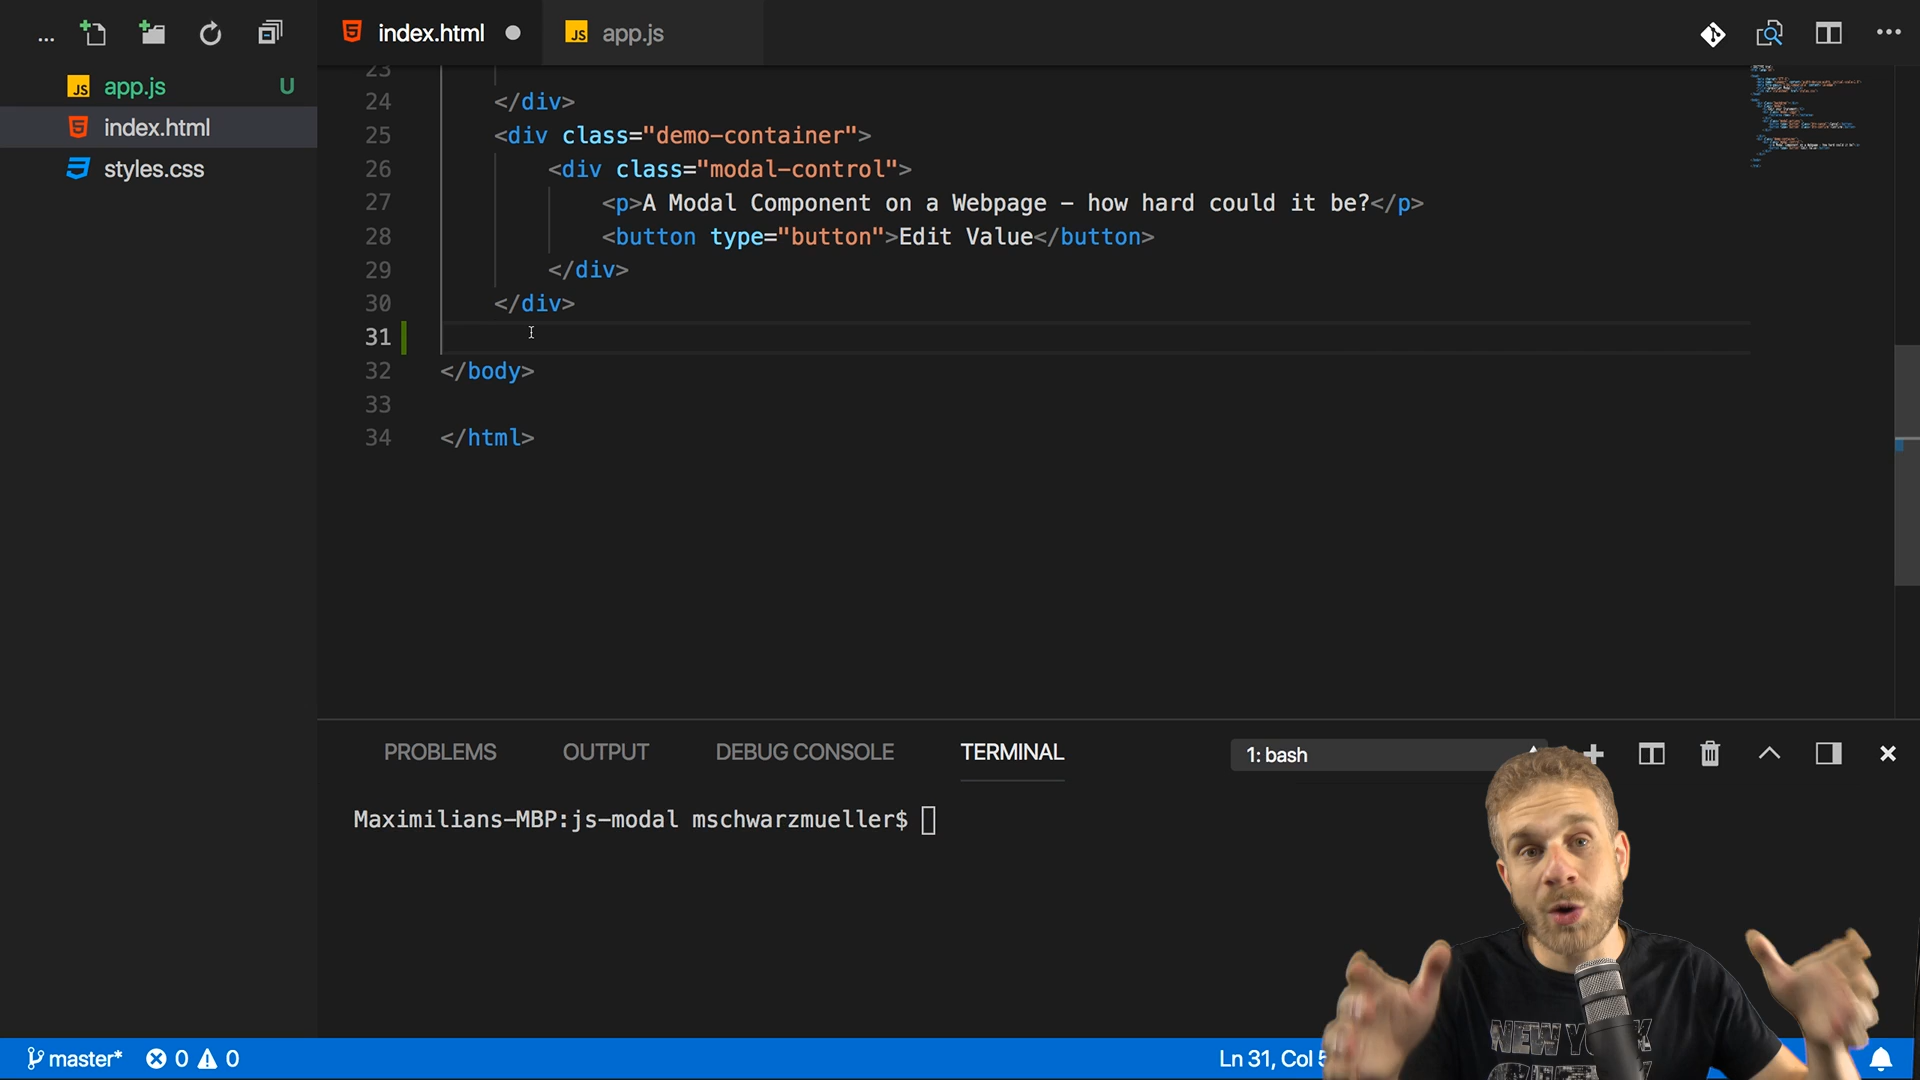 ... index.html app.js
app.js U
index.html
styles.css
23
24 </div>
25 <div class="demo-container">
26 <div class="modal-control">
27 <p>A Modal Component on a Webpage – how hard could it be?</p>
28 <button type="button">Edit Value</button>
29 </div>
30 </div>
31
32 </body>
33
34 </html>
PROBLEMS OUTPUT DEBUG CONSOLE TERMINAL 1: bash
Maximilians-MBP:js-modal mschwarzmueller$
NEW YORK
master* 0 0 Ln 31, Col 5